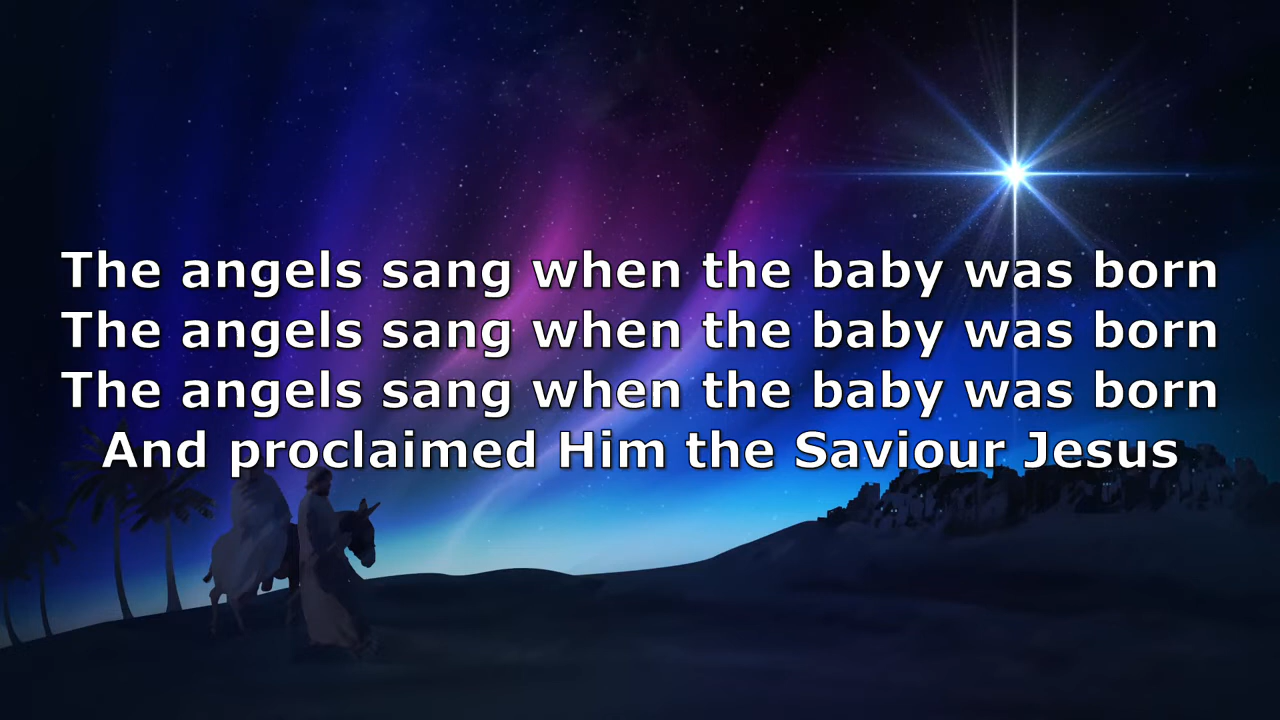 The angels sang when the baby was born
The angels sang when the baby was born
The angels sang when the baby was born
And proclaimed Him the Saviour Jesus